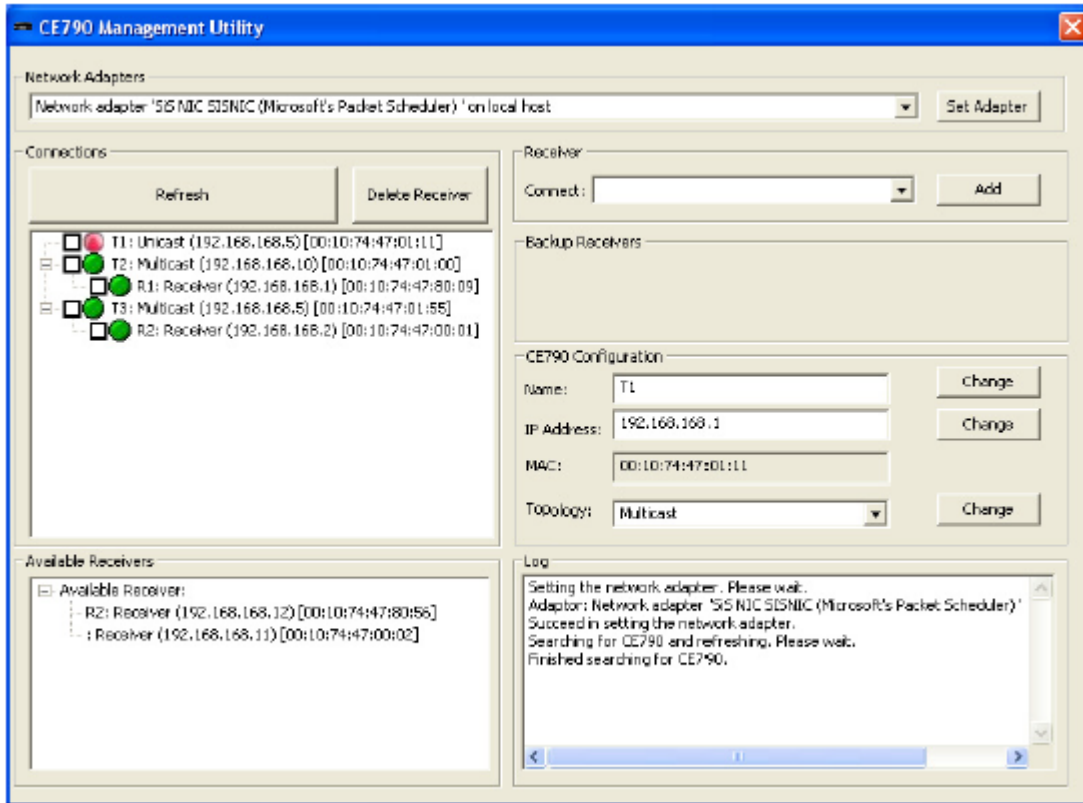 CE790 Management Utility
Network Adapters
Network adapter 'SiS NIC SISNIC (Microsoft's Packet Scheduler) ' on local host
Set Adapter
Connections
Refresh
Delete Receiver
T1: Unicast (192.168.168.5) [00:10:74:47:01:11]
T2: Multicast (192.168.168.10) [00:10:74:47:01:00]
R1: Receiver (192.168.168.1) [00:10:74:47:80:09]
T3: Multicast (192.168.168.5) [00:10:74:47:01:55]
R2: Receiver (192.168.168.2) [00:10:74:47:00:01]
Receiver
Connect:
Add
Backup Receivers
CE790 Configuration
Name:
T1
Change
IP Address:
192.168.168.1
Change
MAC:
00:10:74:47:01:11
Topology:
Multicast
Change
Available Receivers
Available Receiver:
R2: Receiver (192.168.168.12) [00:10:74:47:80:56]
: Receiver (192.168.168.11) [00:10:74:47:00:02]
Log
Setting the network adapter. Please wait.
Adaptor: Network adapter 'SiS NIC SISNIC (Microsoft's Packet Scheduler) '
Succeed in setting the network adapter.
Searching for CE790 and refreshing. Please wait.
Finished searching for CE790.